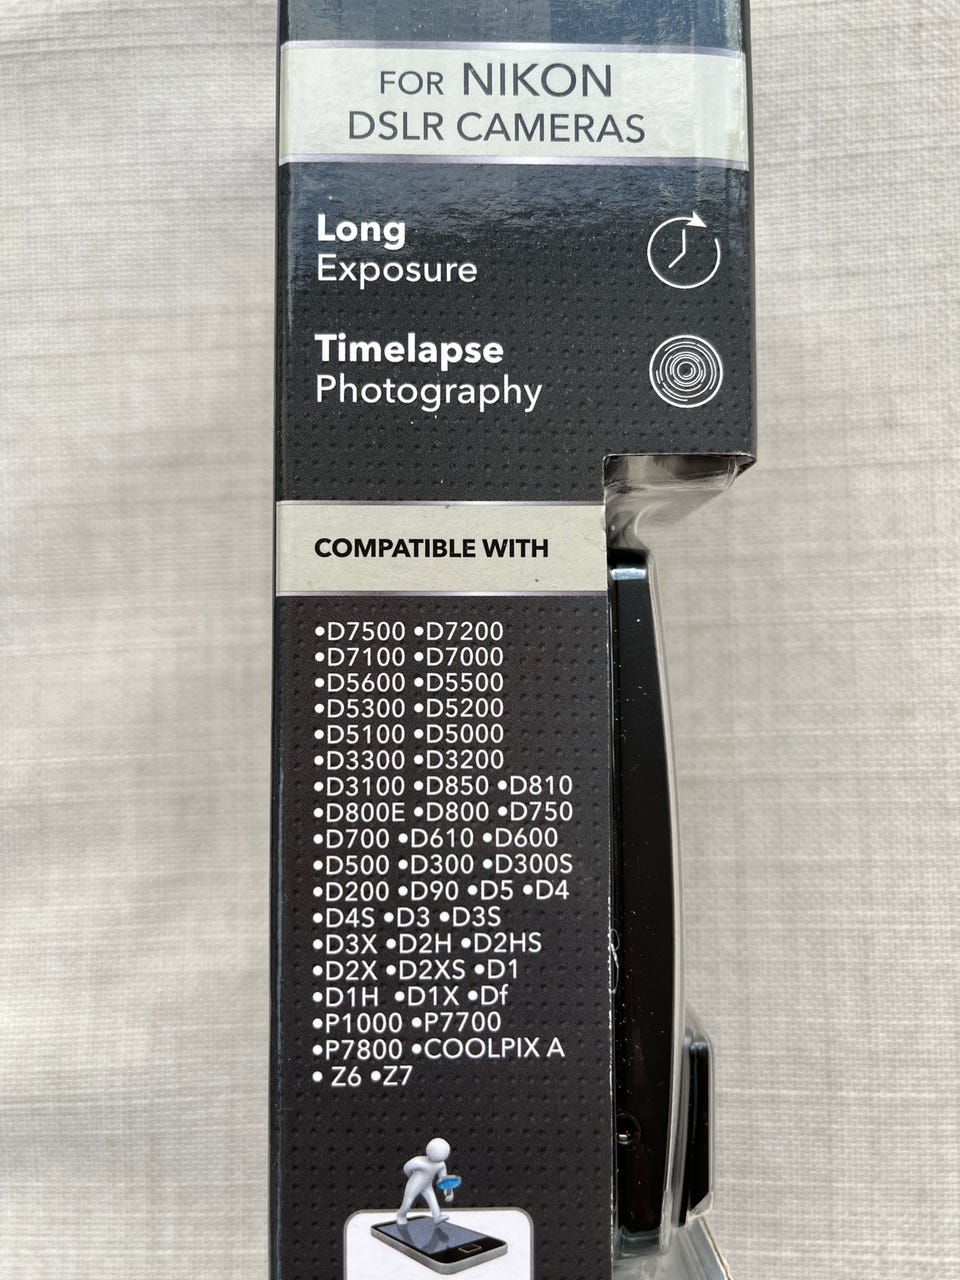 FOR NIKON
DSLR CAMERAS
Long
Exposure
Timelapse
Photography
COMPATIBLE WITH
•D7500 •D7200
•D7100 •D7000
•D5600 •D5500
•D5300 •D5200
•D5100 •D5000
•D3300 •D3200
•D3100 •D850 •D810
•D800E •D800 •D750
•D700 •D610 •D600
•D500 •D300 •D300S
•D200 •D90 •D5 •D4
•D4S •D3 •D3S
•D3X •D2H •D2HS
•D2X •D2XS •D1
•D1H •D1X •Df
•P1000 •P7700
•P7800 •COOLPIX A
• Z6 •Z7